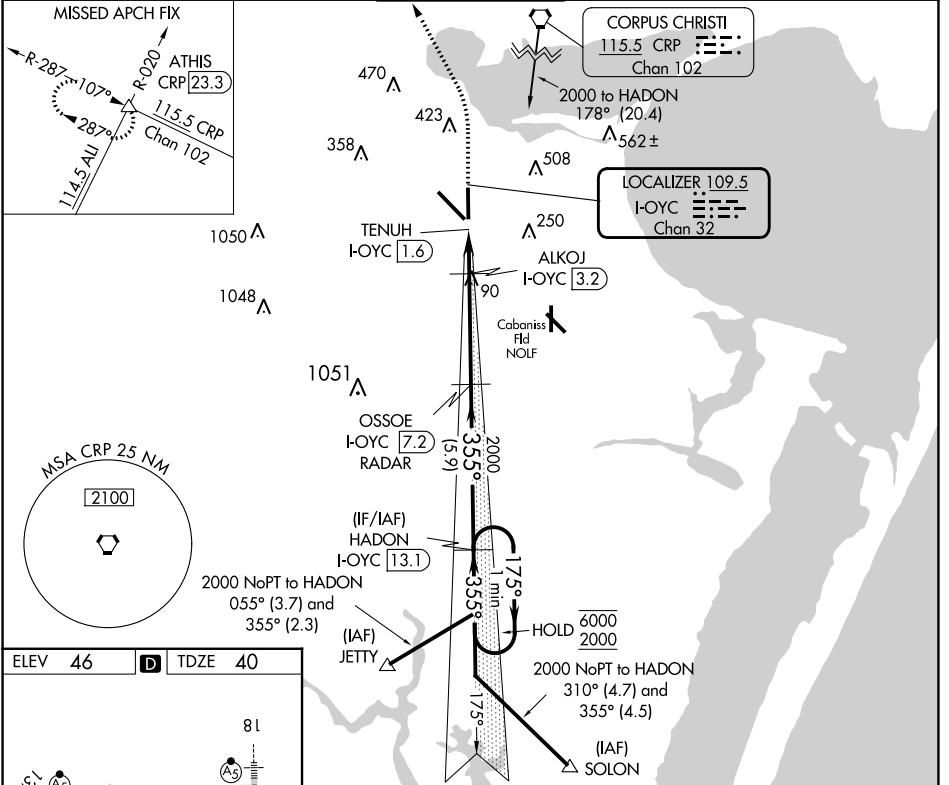 MISSED APCH FIX
R-287
107°
287°
R-020
ATHIS
CRP 23.3
115.5 CRP
Chan 102
114.5 ALI
CORPUS CHRISTI
115.5 CRP
Chan 102
2000 to HADON
178° (20.4)
470
423
358
562 ±
508
LOCALIZER 109.5
I-OYC
Chan 32
1050
TENUH
I-OYC 1.6
250
ALKOJ
I-OYC 3.2
90
1048
Cabaniss
Fld
NOLF
1051
OSSOE
I-OYC 7.2
RADAR
355°
(5.9)
2000
MSA CRP 25 NM
2100
(IF/IAF)
HADON
I-OYC 13.1
175°
1 min
355°
2000 NoPT to HADON
055° (3.7) and
355° (2.3)
(IAF)
JETTY
HOLD 6000
2000
2000 NoPT to HADON
310° (4.7) and
355° (4.5)
175°
(IAF)
SOLON
ELEV 46 D TDZE 40
18
A5
13
A5